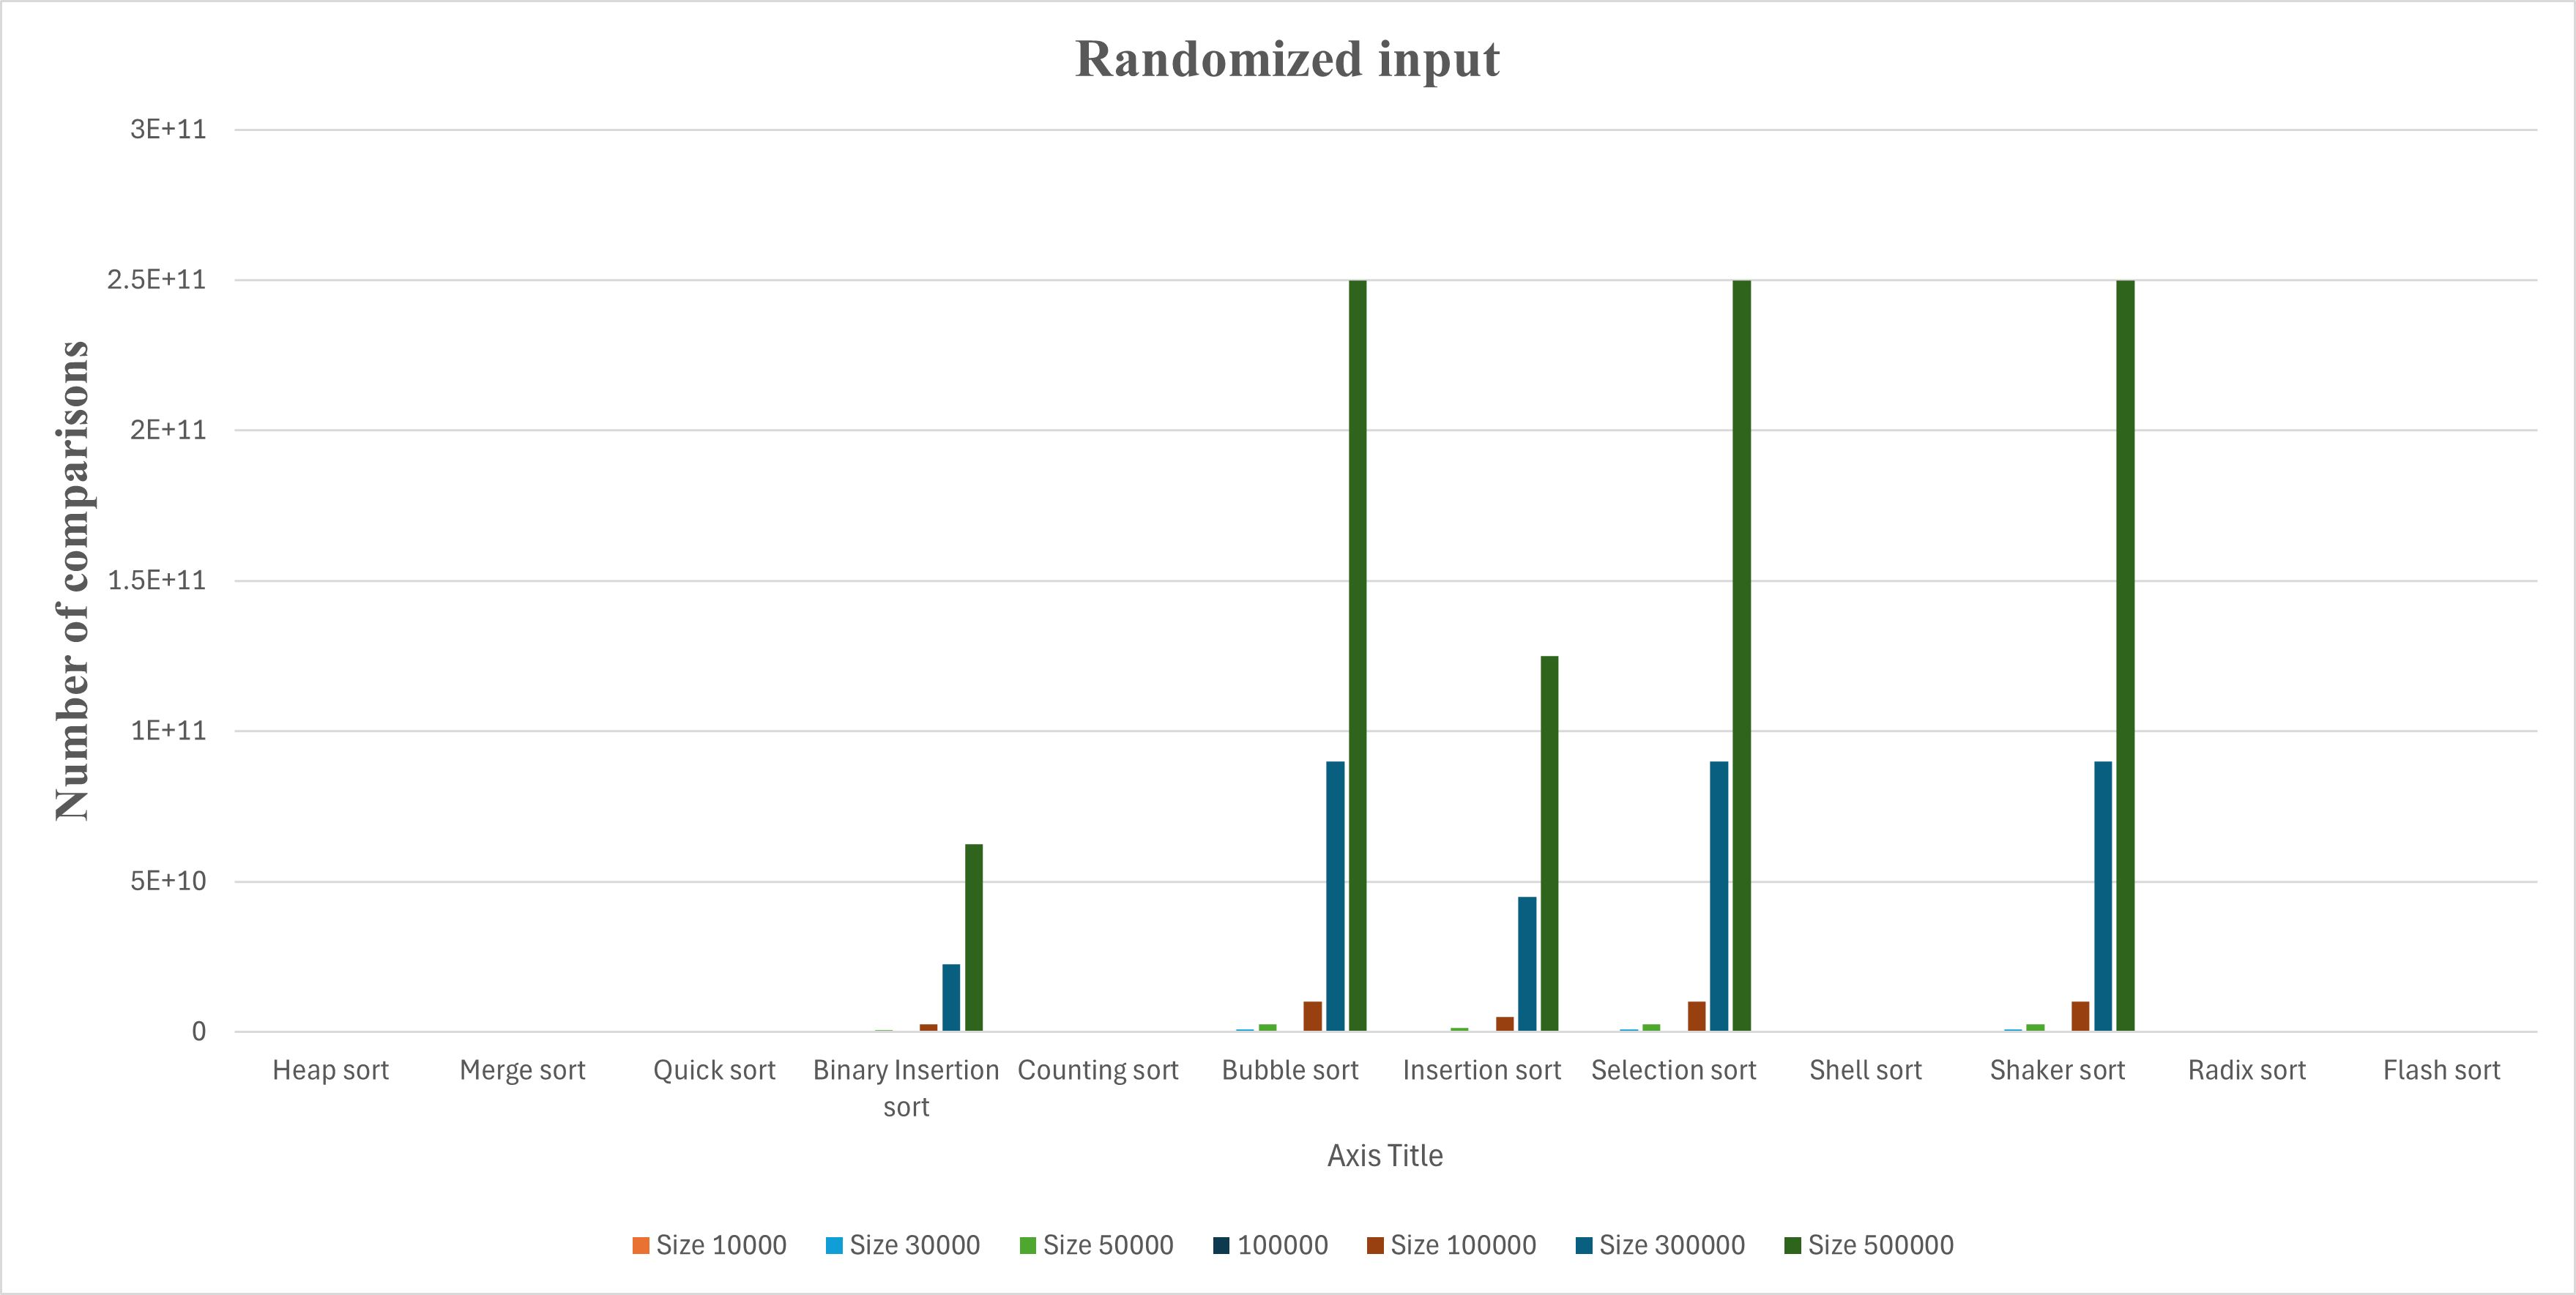 Randomized input
Number of comparisons
3E+11
2.5E+11
2E+11
1.5E+11
1E+11
5E+10
0
Heap sort
Merge sort
Quick sort
Binary Insertion
sort
Counting sort
Bubble sort
Insertion sort
Selection sort
Shell sort
Shaker sort
Radix sort
Flash sort
Axis Title
Size 10000
Size 30000
Size 50000
100000
Size 100000
Size 300000
Size 500000